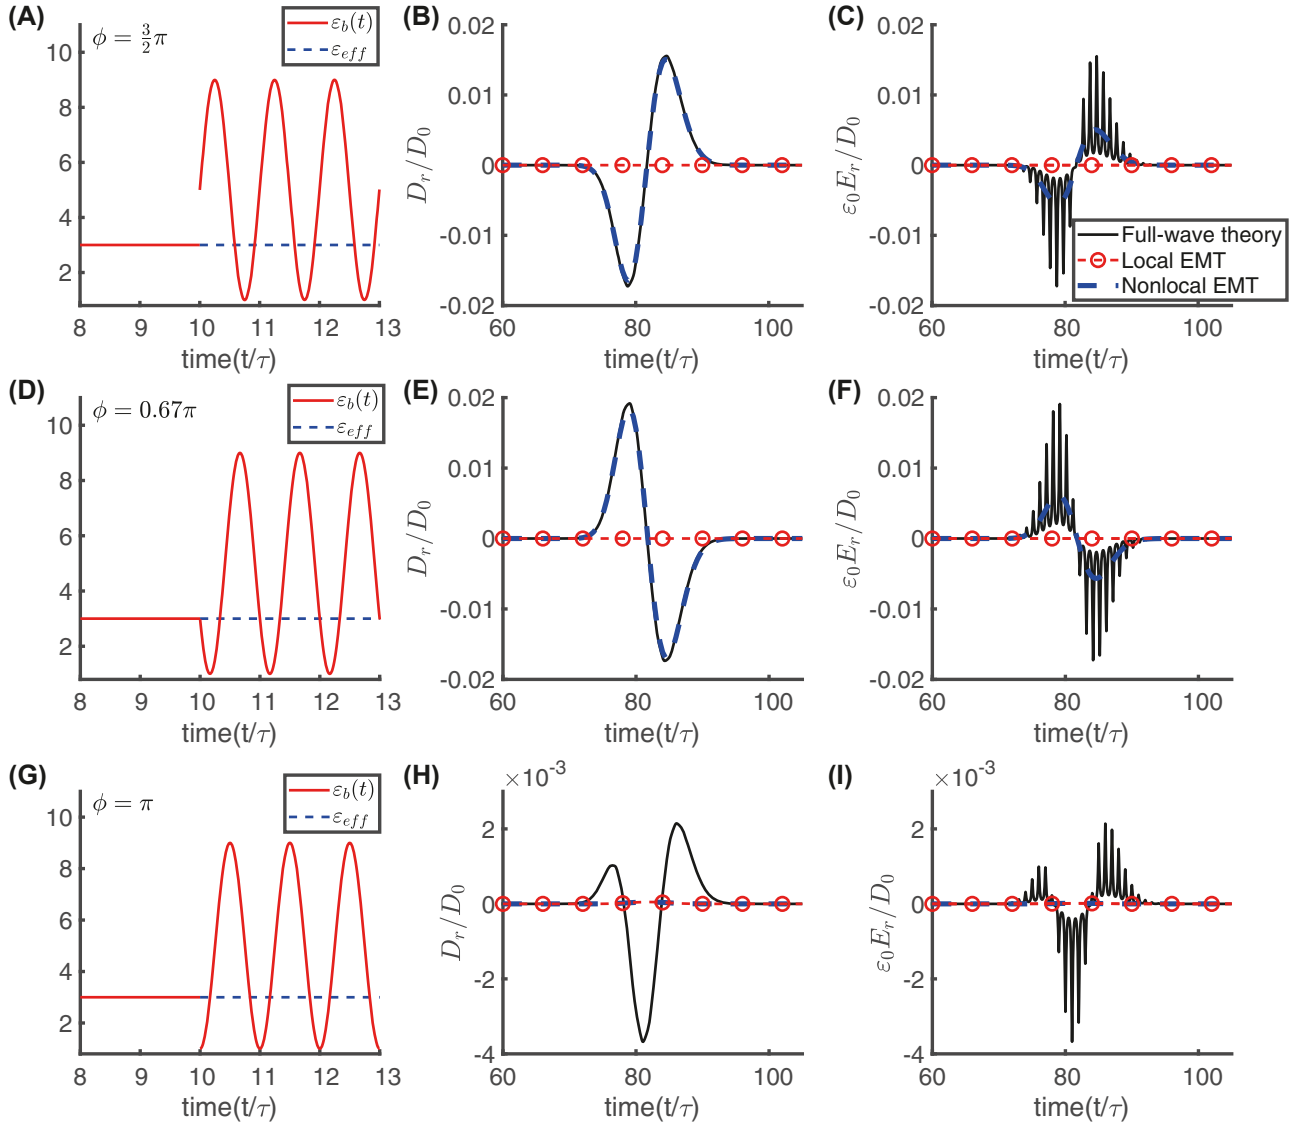 (A)
ϕ = 3/2 π
ε_b(t)
ε_eff
10
8
6
4
2
8 9 10 11 12 13
time(t/τ)
(B)
D_r/D_0
0.02
0.01
0
-0.01
-0.02
60 80 100
time(t/τ)
(C)
ε_0E_r/D_0
0.02
0.01
0
-0.01
-0.02
Full-wave theory
Local EMT
Nonlocal EMT
60 80 100
time(t/τ)
(D)
ϕ = 0.67π
ε_b(t)
ε_eff
10
8
6
4
2
8 9 10 11 12 13
time(t/τ)
(E)
D_r/D_0
0.02
0.01
0
-0.01
-0.02
60 80 100
time(t/τ)
(F)
ε_0E_r/D_0
0.02
0.01
0
-0.01
-0.02
60 80 100
time(t/τ)
(G)
ϕ = π
ε_b(t)
ε_eff
10
8
6
4
2
8 9 10 11 12 13
time(t/τ)
(H)
×10^-3
D_r/D_0
2
0
-2
-4
60 80 100
time(t/τ)
(I)
×10^-3
ε_0E_r/D_0
2
0
-2
-4
60 80 100
time(t/τ)